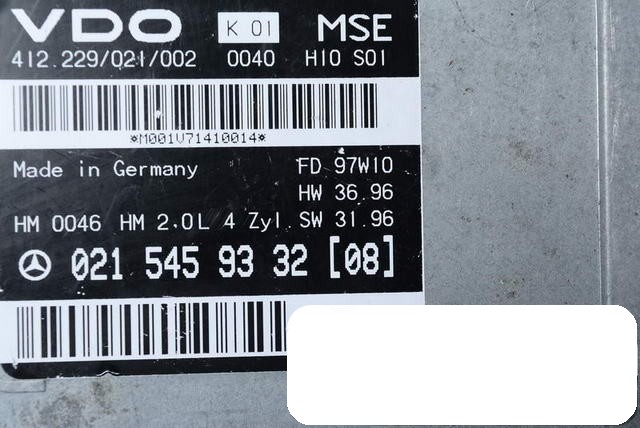 VDO K 01 MSE
412.229/021/002 0040 H10 S01
*M001V71410014*
Made in Germany FD 97W10
HW 36.96
HM 0046 HM 2.0L 4 Zyl. SW 31.96
021 545 93 32 [08]